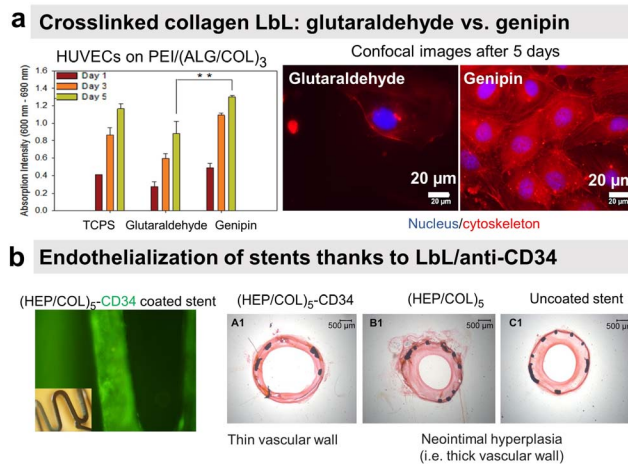 a Crosslinked collagen LbL: glutaraldehyde vs. genipin
HUVECs on PEI/(ALG/COL)3
Absorption Intensity (600 nm - 690 nm)
1.6
1.4
1.2
1.0
0.8
0.6
0.4
0.2
0.0
Day 1
Day 3
Day 5
**
TCPS Glutaraldehyde Genipin
Confocal images after 5 days
Glutaraldehyde
20 µm
20 µm
Genipin
20 µm
20 µm
Nucleus/cytoskeleton
b Endothelialization of stents thanks to LbL/anti-CD34
(HEP/COL)5-CD34 coated stent
(HEP/COL)5-CD34
(HEP/COL)5
Uncoated stent
A1
500 µm
B1
500 µm
C1
500 µm
Thin vascular wall
Neointimal hyperplasia
(i.e. thick vascular wall)